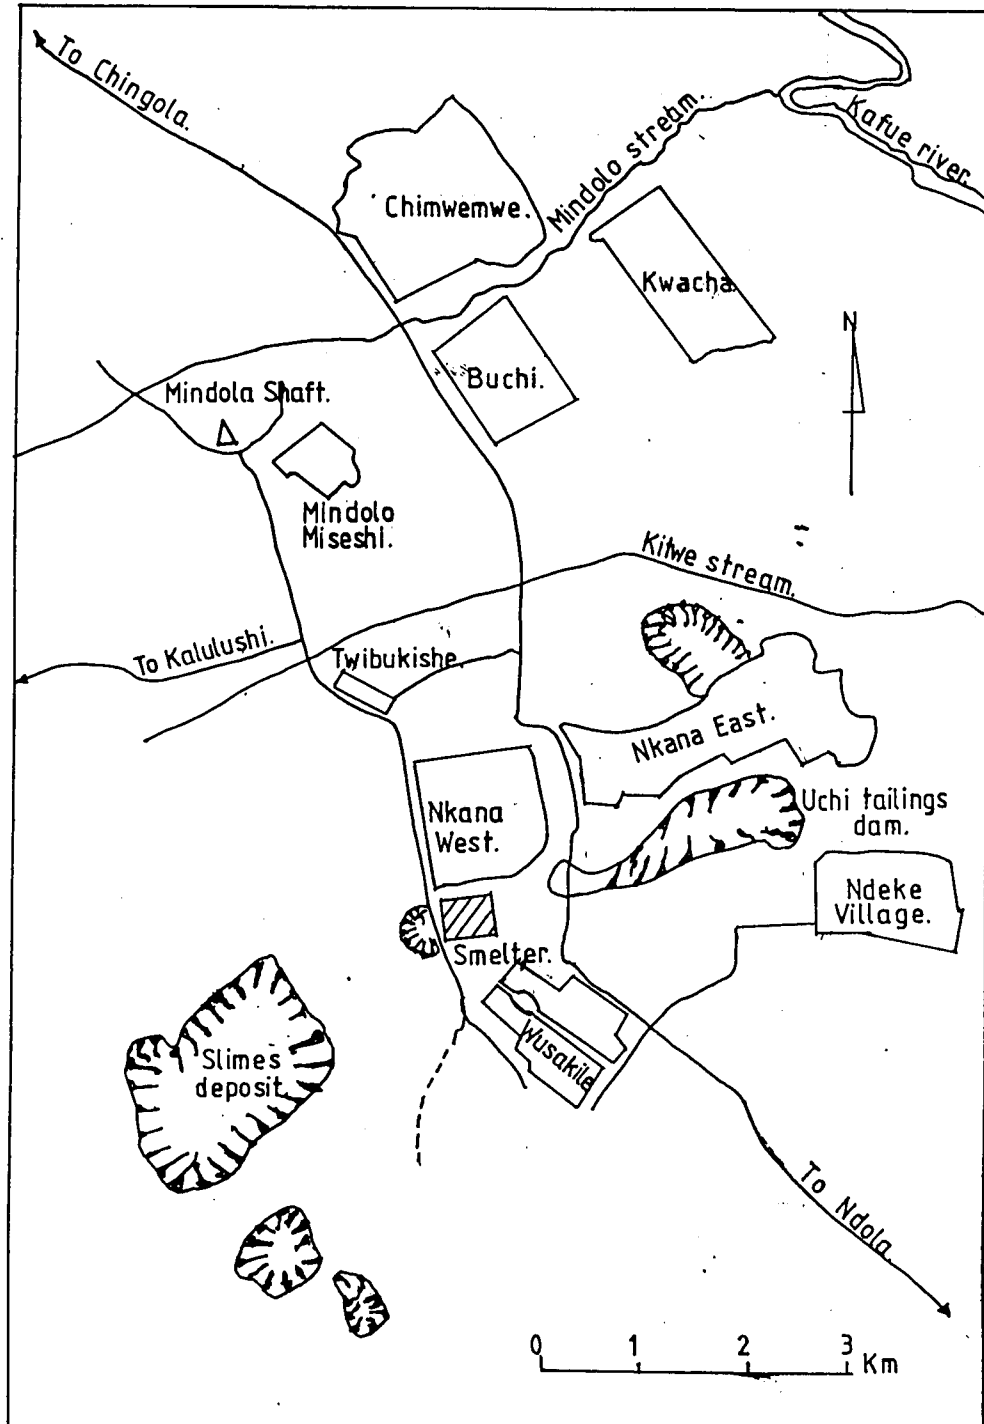 To Chingola.
Kafue river.
Mindolo stream.
Chimwemwe.
Kwacha.
N
Buchi.
Mindola Shaft.
Mindolo
Miseshi.
Kitwe stream.
To Kalulushi.
Twibukishe.
Nkana East.
Uchi tailings
dam.
Nkana
West.
Ndeke
Village.
Smelter.
Wusakile
Slimes
deposit.
To Ndola
0 1 2 3
Km